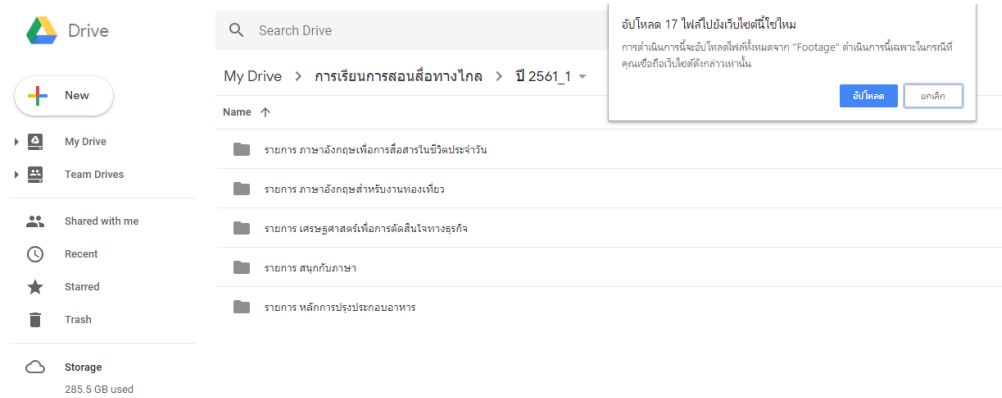 Drive
Search Drive
อัปโหลด 17 ไฟล์ไปยังเว็บไซต์นี้ใช่ไหม
การดำเนินการนี้จะอัปโหลดไฟล์ทั้งหมดจาก "Footage" ดำเนินการนี้เฉพาะในกรณีที่
คุณเชื่อถือเว็บไซต์ดังกล่าวเท่านั้น
อัปโหลด ยกเลิก
My Drive > การเรียนการสอนสื่อทางไกล > ปี 2561_1
New
Name
My Drive
Team Drives
Shared with me
Recent
Starred
Trash
Storage
285.5 GB used
รายการ ภาษาอังกฤษเพื่อการสื่อสารในชีวิตประจำวัน
รายการ ภาษาอังกฤษสำหรับงานท่องเที่ยว
รายการ เศรษฐศาสตร์เพื่อการตัดสินใจทางธุรกิจ
รายการ สนุกกับภาษา
รายการ หลักการปรุงประกอบอาหาร